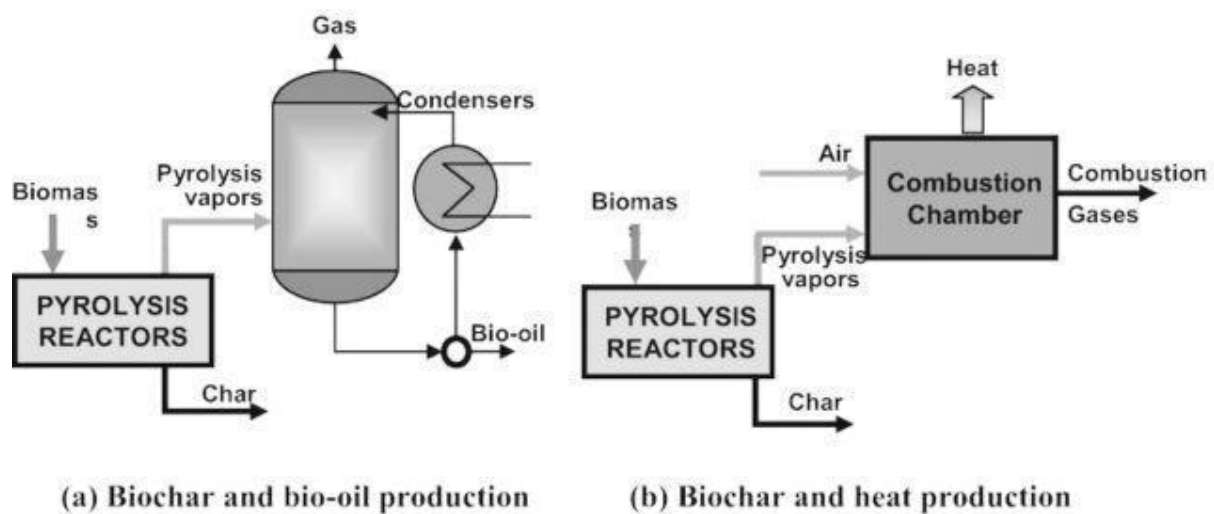 Gas
Condensers
Pyrolysis
vapors
Biomas
s
PYROLYSIS
REACTORS
Bio-oil
Char
(a) Biochar and bio-oil production
Heat
Air
Combustion
Chamber
Combustion
Gases
Biomas
s
Pyrolysis
vapors
PYROLYSIS
REACTORS
Char
(b) Biochar and heat production